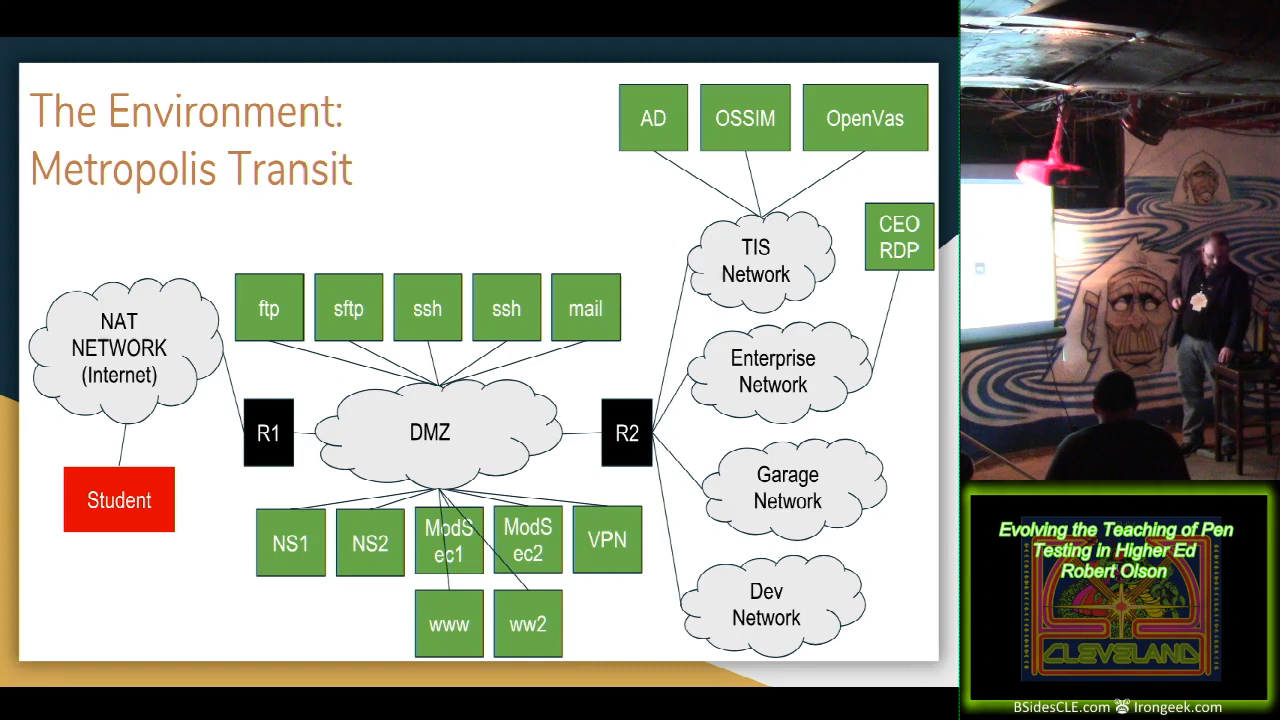 The Environment:
Metropolis Transit
AD
OSSIM
OpenVas
TIS
Network
CEO
RDP
NAT
NETWORK
(Internet)
ftp
sftp
ssh
ssh
mail
Enterprise
Network
R1
DMZ
R2
Student
Garage
Network
NS1
NS2
ModS
ec1
ModS
ec2
VPN
www
ww2
Dev
Network
Evolving the Teaching of Pen
Testing in Higher Ed
Robert Olson
CLEVELAND
BSidesCLE.com Irongeek.com